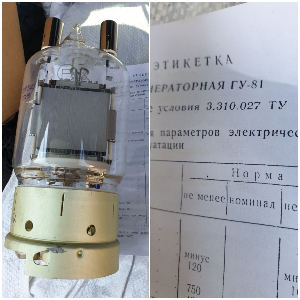 ЭТИКЕТКА
НЕРАТОРНАЯ ГУ-81
условия 3.310.027 ТУ
параметров электричес
атации
Норма
не менее
номинал
не
минус
120
750